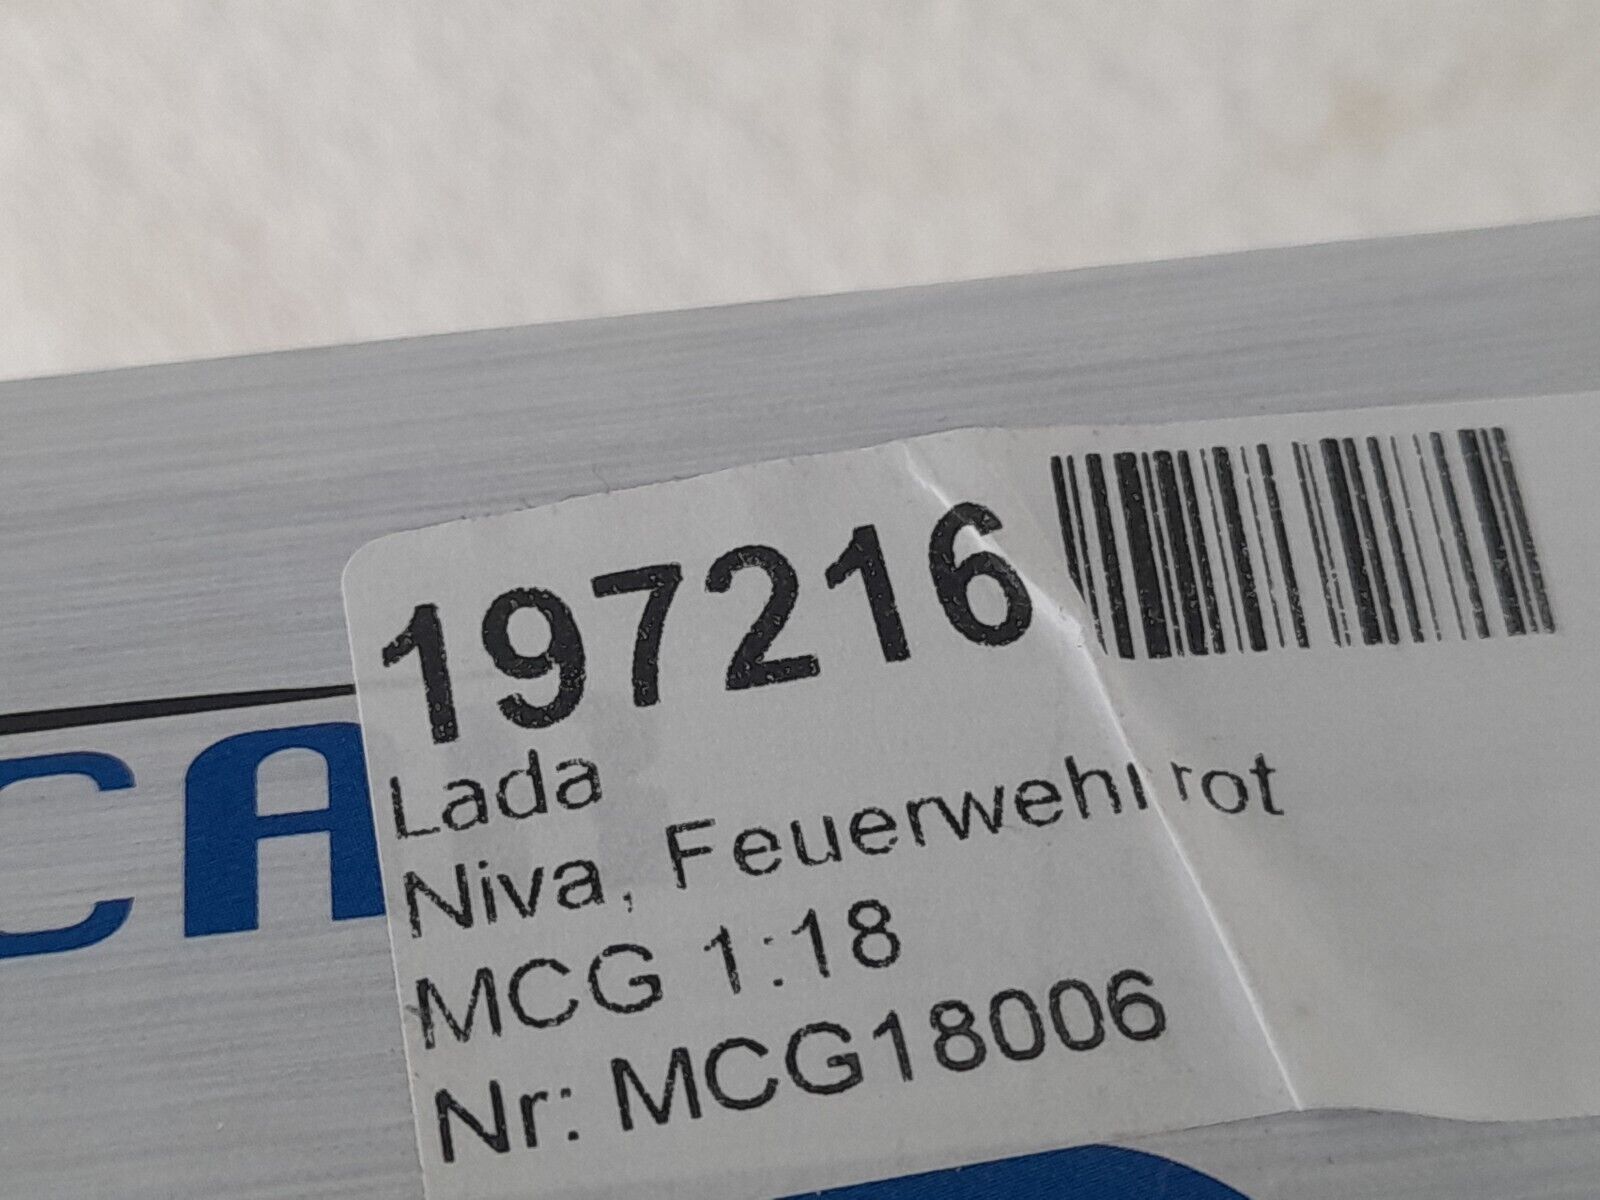 197216
CA
Lada
Niva, Feuerwehrrot
MCG 1:18
Nr: MCG18006